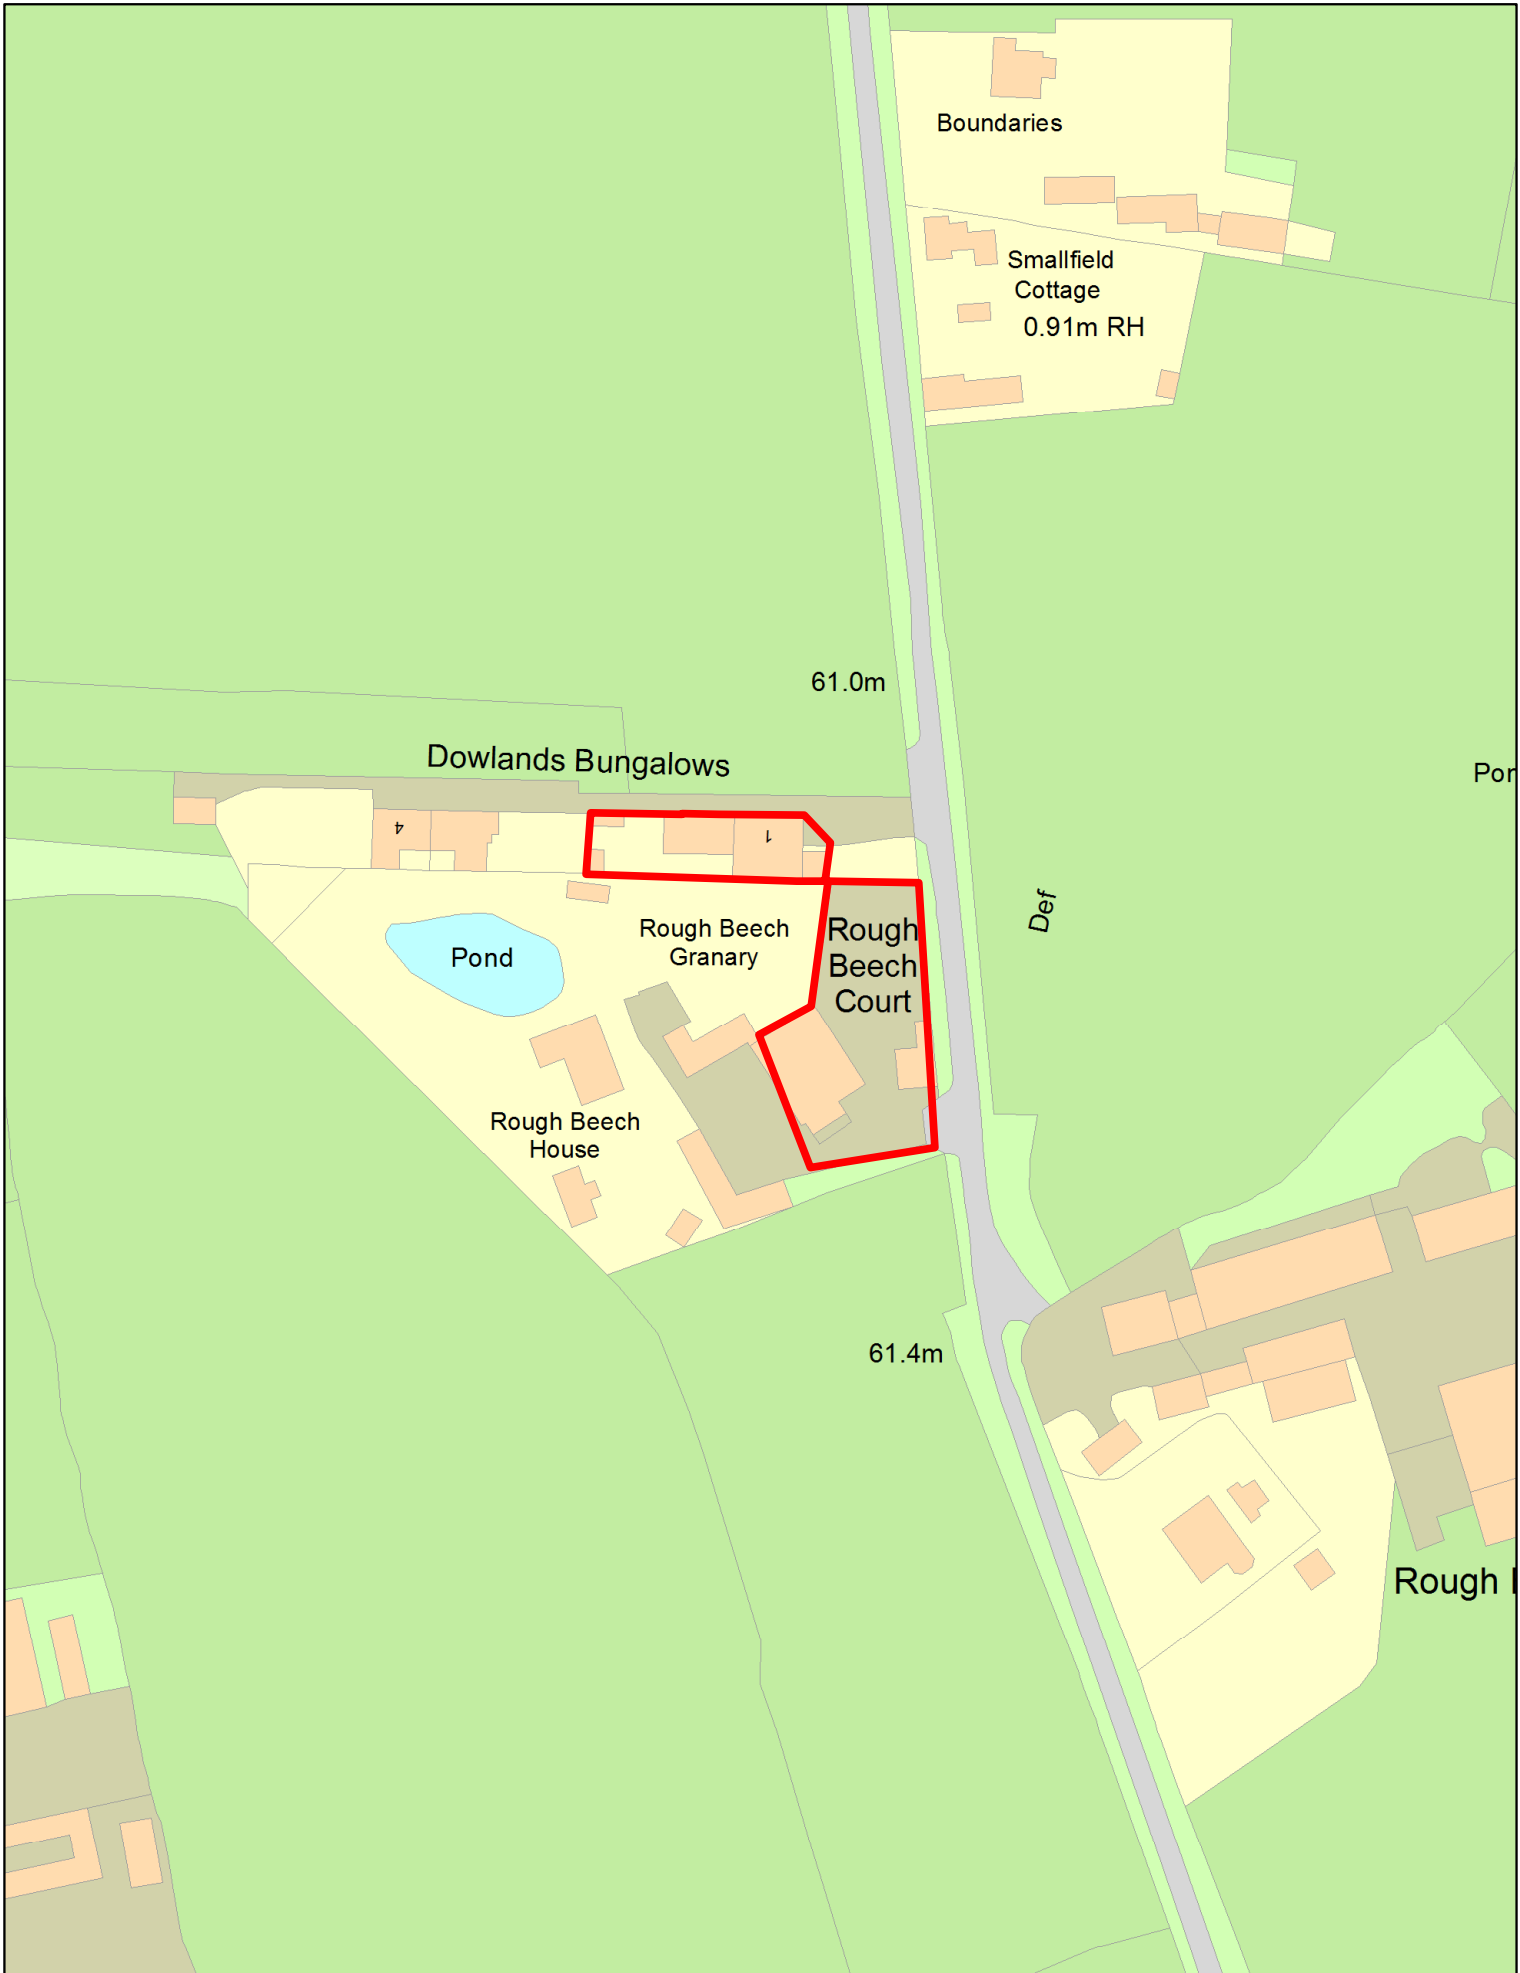 Boundaries
Smallfield
Cottage
0.91m RH
61.0m
Dowlands Bungalows
4
1
Def
Rough Beech
Granary
Rough
Beech
Court
Pond
Rough Beech
House
61.4m
Rough